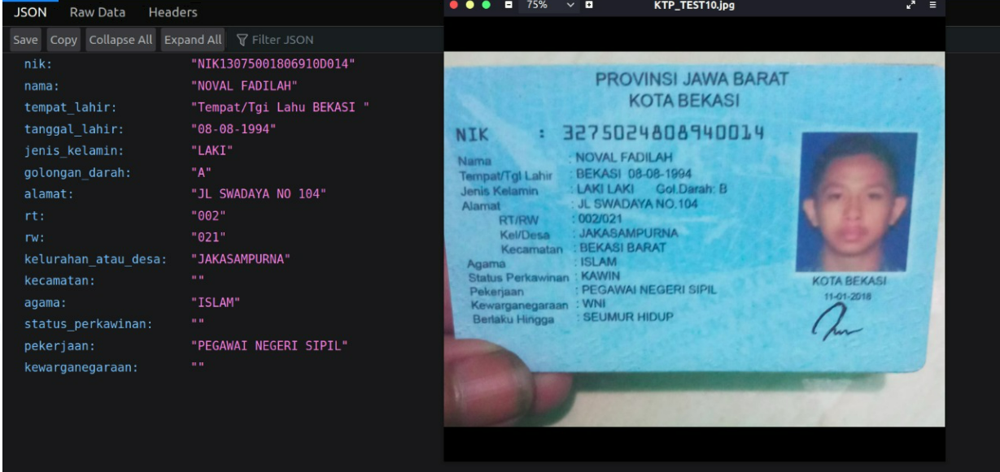 JSON Raw Data Headers
Save Copy Collapse All Expand All Filter JSON
nik: "NIK13075001806910D014"
nama: "NOVAL FADILAH"
tempat_lahir: "Tempat/Tgi Lahu BEKASI "
tanggal_lahir: "08-08-1994"
jenis_kelamin: "LAKI"
golongan_darah: "A"
alamat: "JL SWADAYA NO 104"
rt: "002"
rw: "021"
kelurahan_atau_desa: "JAKASAMPURNA"
kecamatan: ""
agama: "ISLAM"
status_perkawinan: ""
pekerjaan: "PEGAWAI NEGERI SIPIL"
kewarganegaraan: ""
75% KTP_TEST10.jpg
PROVINSI JAWA BARAT
KOTA BEKASI
NIK : 3275024808940014
Nama : NOVAL FADILAH
Tempat/Tgl Lahir : BEKASI 08-08-1994
Jenis Kelamin : LAKI LAKI Gol.Darah: B
Alamat : JL SWADAYA NO.104
RT/RW : 002/021
Kel/Desa : JAKASAMPURNA
Kecamatan : BEKASI BARAT
Agama : ISLAM
Status Perkawinan : KAWIN
Pekerjaan : PEGAWAI NEGERI SIPIL
Kewarganegaraan : WNI
Berlaku Hingga : SEUMUR HIDUP
KOTA BEKASI
11-01-2018